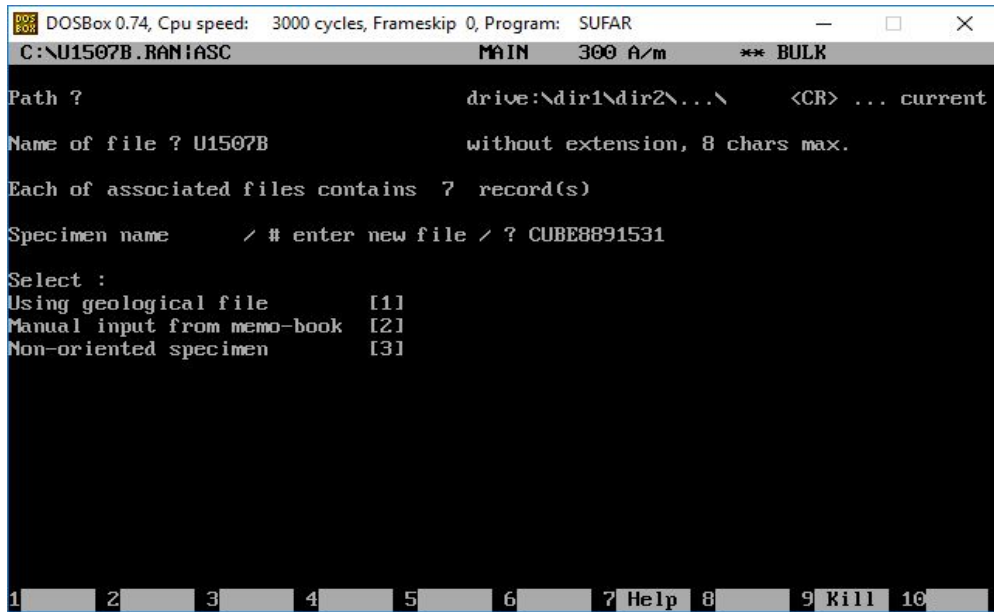 DOSBox 0.74, Cpu speed: 3000 cycles, Frameskip 0, Program: SUFAR
C:\U1507B.RAN¦ASC MAIN 300 A/m ** BULK
Path ? drive:\dir1\dir2\...\ <CR> ... current
Name of file ? U1507B without extension, 8 chars max.
Each of associated files contains 7 record(s)
Specimen name / # enter new file / ? CUBE8891531
Select :
Using geological file [1]
Manual input from memo-book [2]
Non-oriented specimen [3]
1 2 3 4 5 6 7 Help 8 9 Kill 10